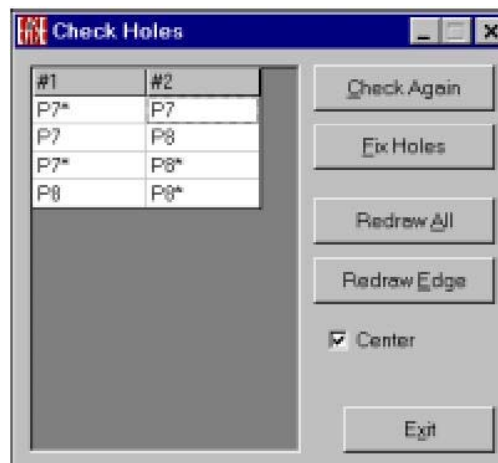 Check Holes
#1 #2
P7* P7
P7 P8
P7* P8*
P8 P8*
Check Again
Fix Holes
Redraw All
Redraw Edge
Center
Exit